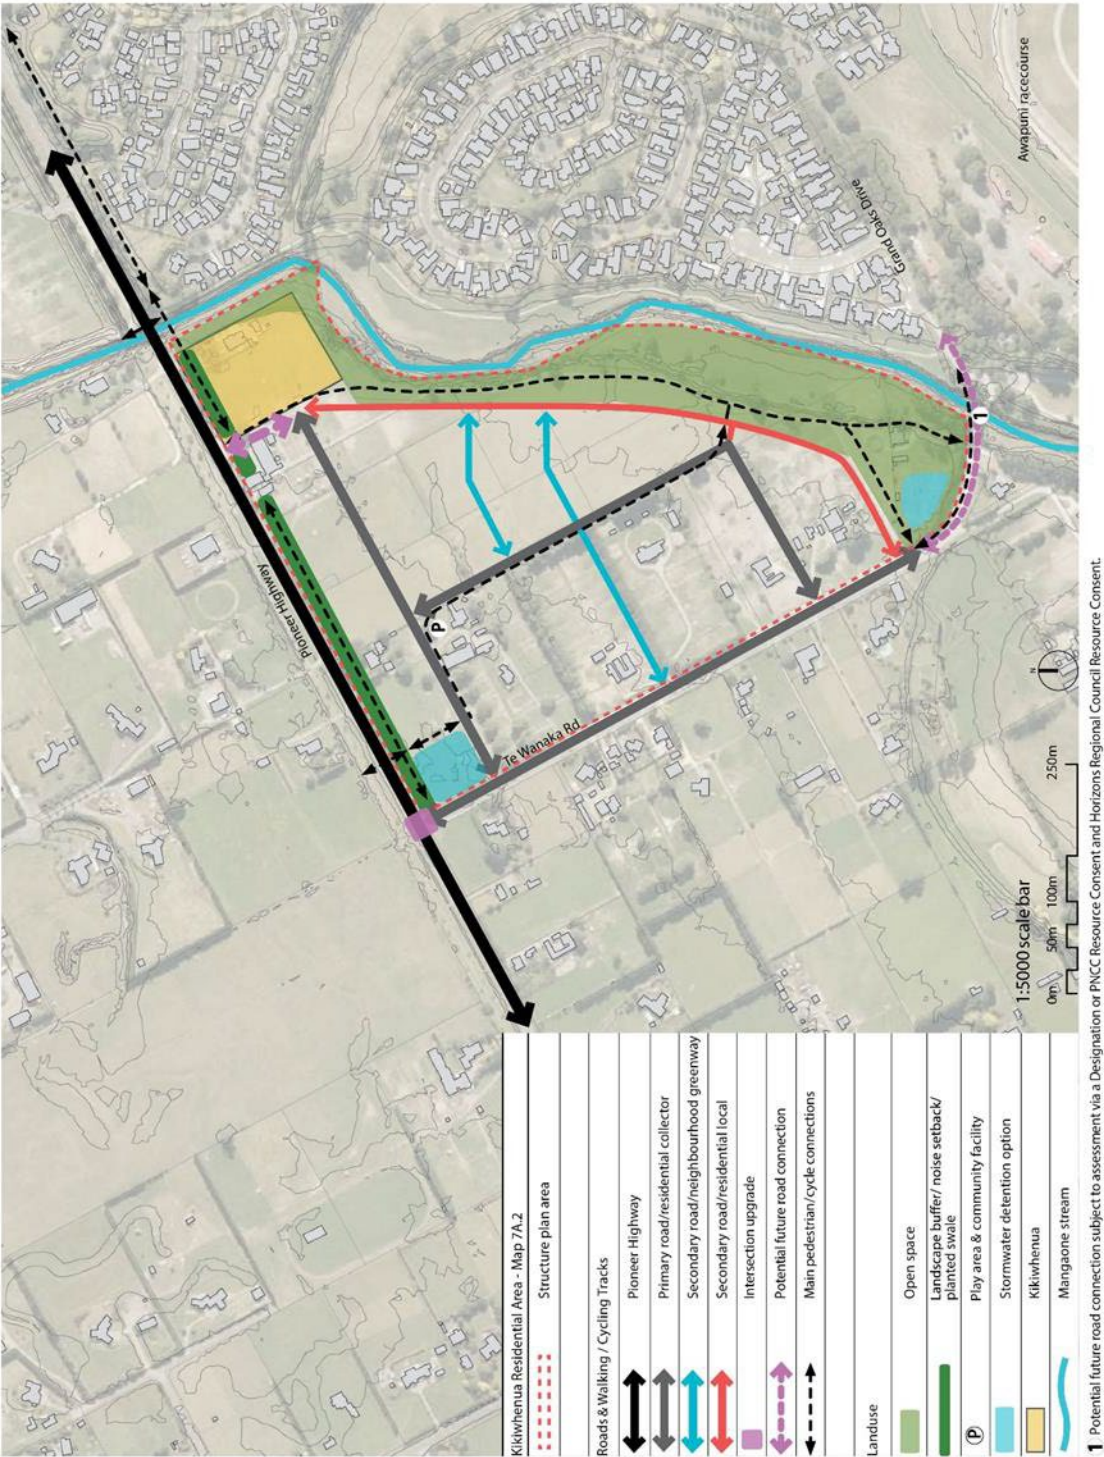 Kikiwhenua Residential Area - Map 7A.2
Structure plan area
Roads & Walking / Cycling Tracks
Pioneer Highway
Primary road/residential collector
Secondary road/neighbourhood greenway
Secondary road/residential local
Intersection upgrade
Potential future road connection
Main pedestrian/cycle connections
Landuse
Open space
Landscape buffer/ noise setback/
planted swale
P Play area & community facility
Stormwater detention option
Kikiwhenua
Mangaone stream
1 Potential future road connection subject to assessment via a Designation or PNCC Resource Consent and Horizons Regional Council Resource Consent.
1:5000 scale bar
0m 50m 100m 250m
N
Pioneer Highway
Te Wanaka Rd
P
1
Grand Oaks Drive
Awapuni racecourse